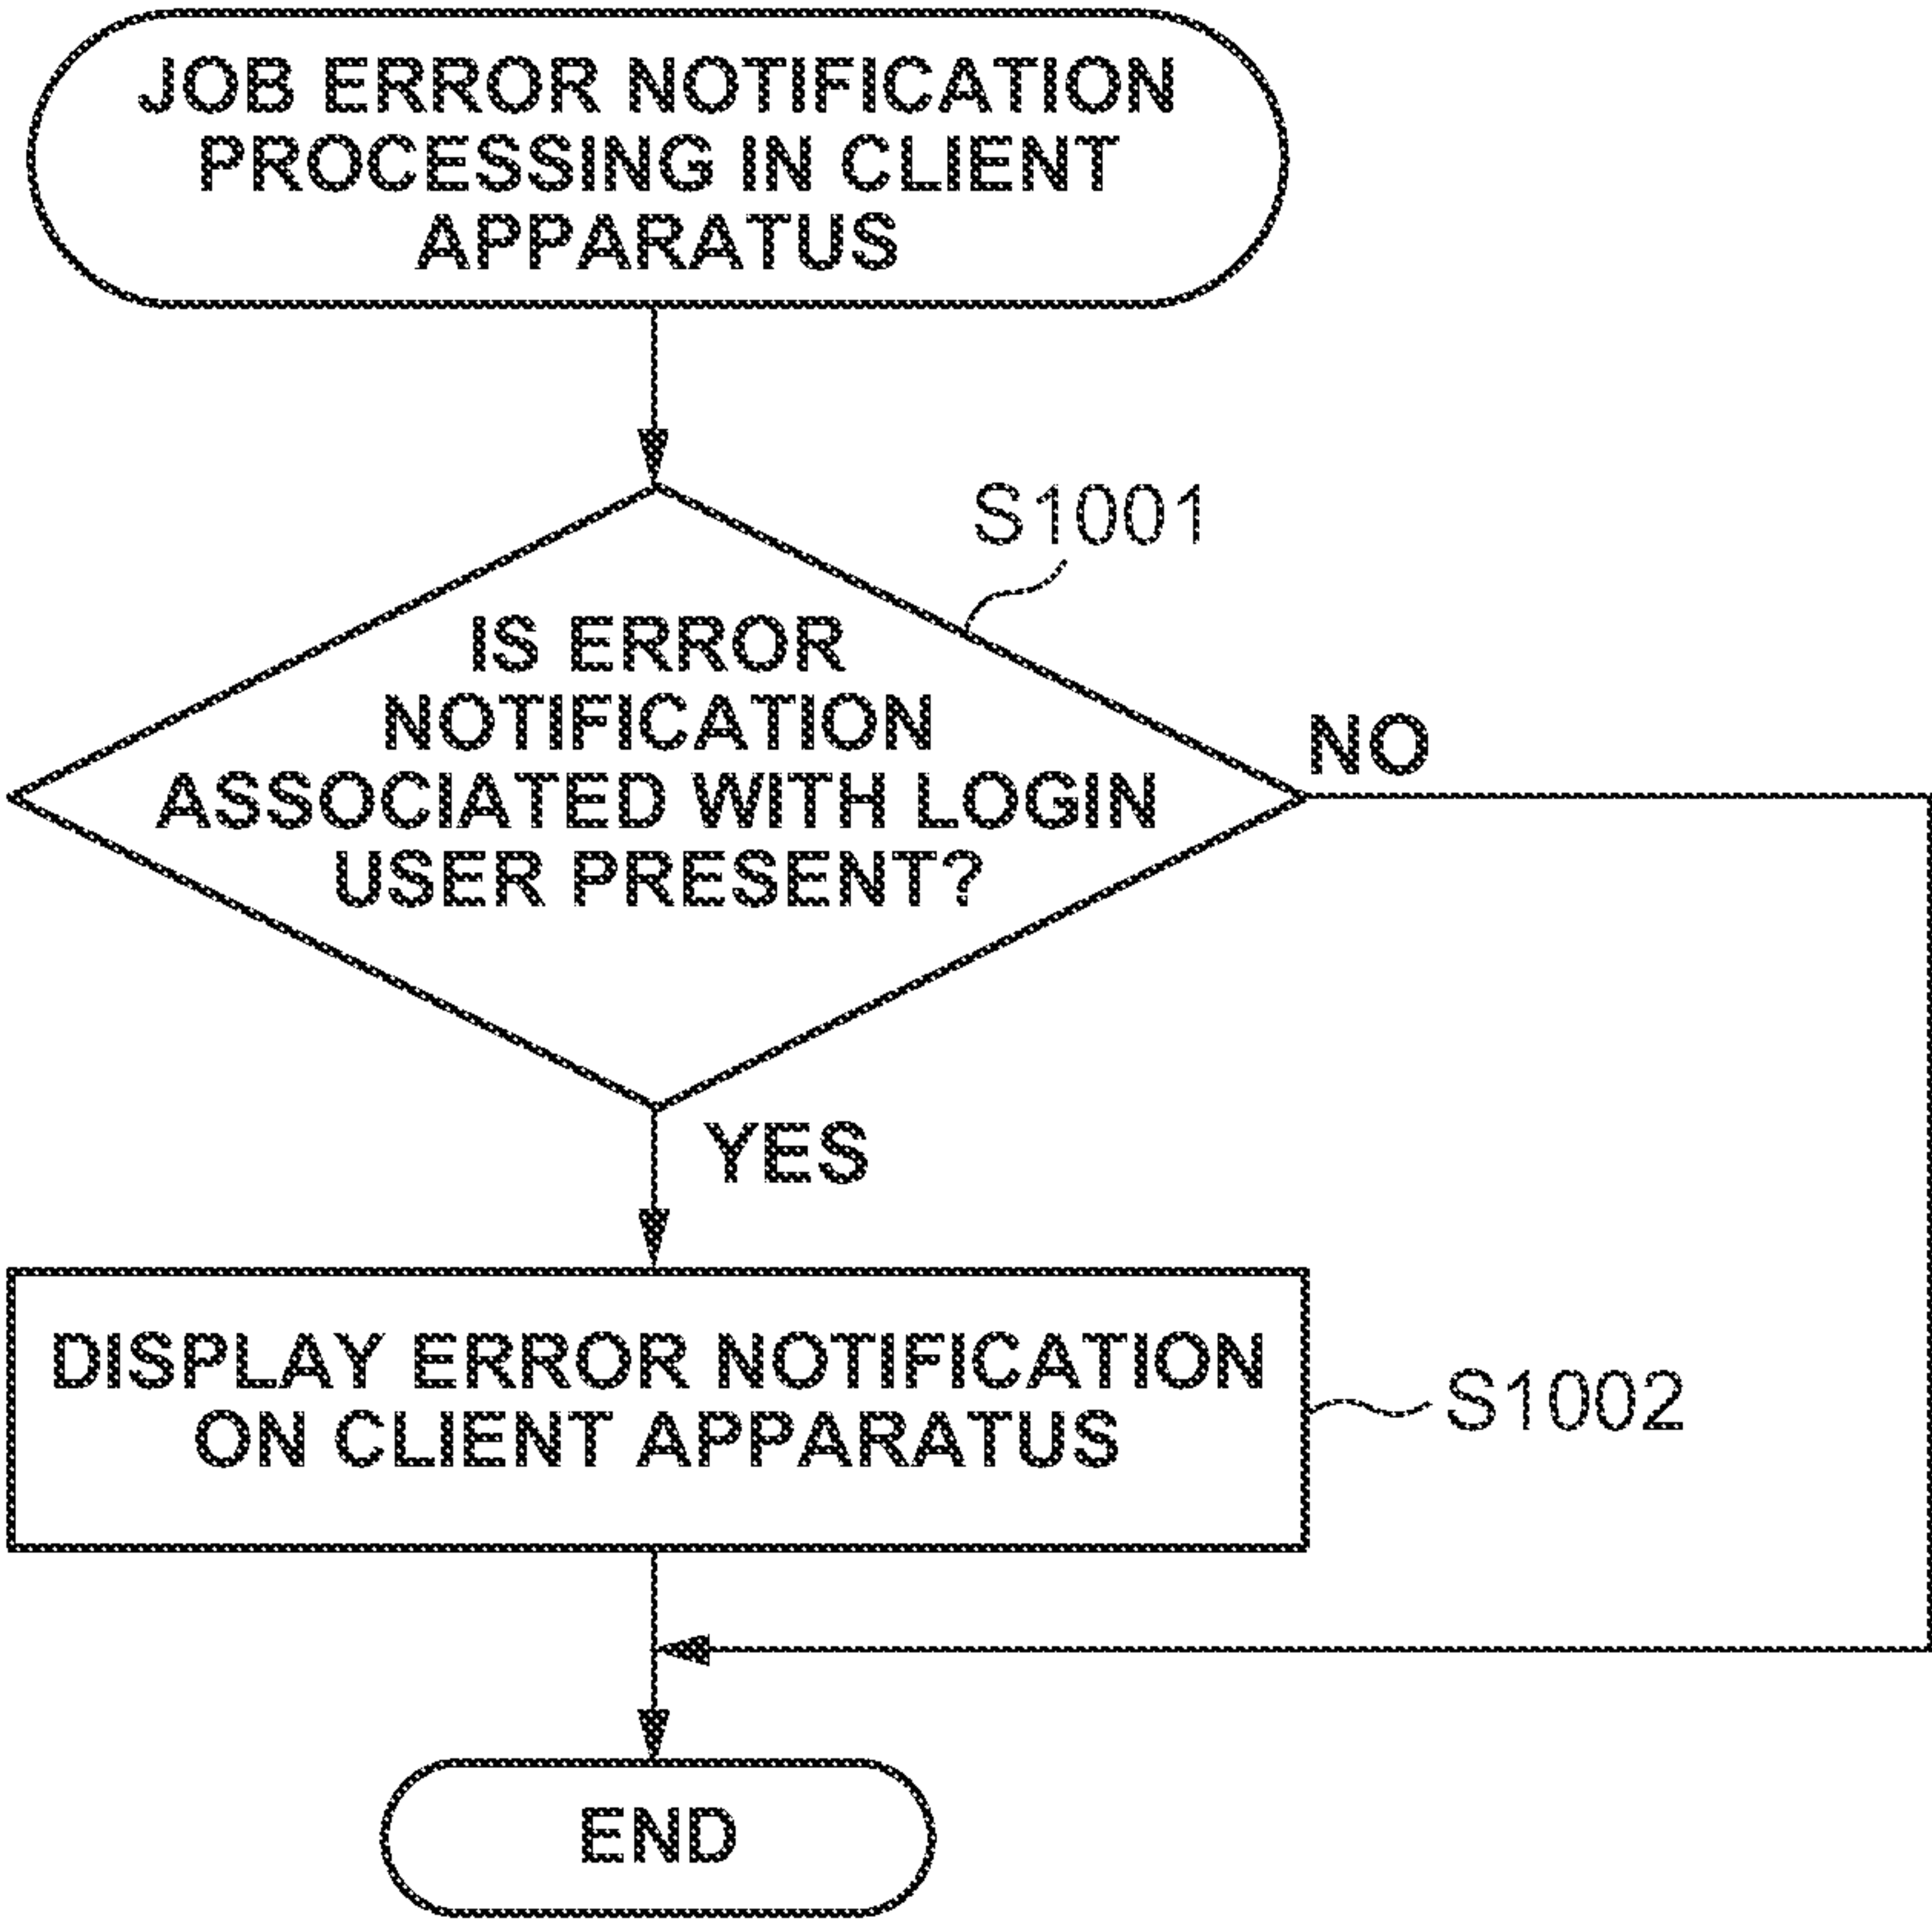 JOB ERROR NOTIFICATION
PROCESSING IN CLIENT
APPARATUS
S1001
IS ERROR
NOTIFICATION
ASSOCIATED WITH LOGIN
USER PRESENT?
NO
YES
DISPLAY ERROR NOTIFICATION
ON CLIENT APPARATUS
S1002
END